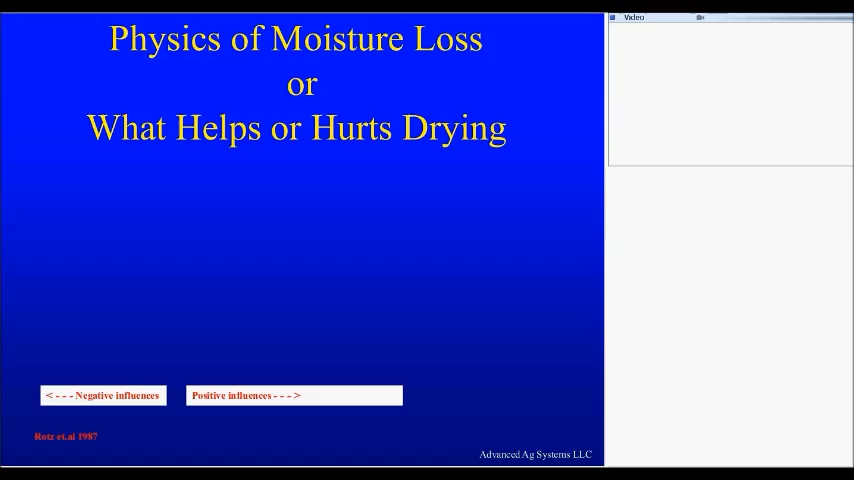 Physics of Moisture Loss
or
What Helps or Hurts Drying
< - - - Negative influences
Positive influences - - - >
Rotz et.al 1987
Advanced Ag Systems LLC
Video